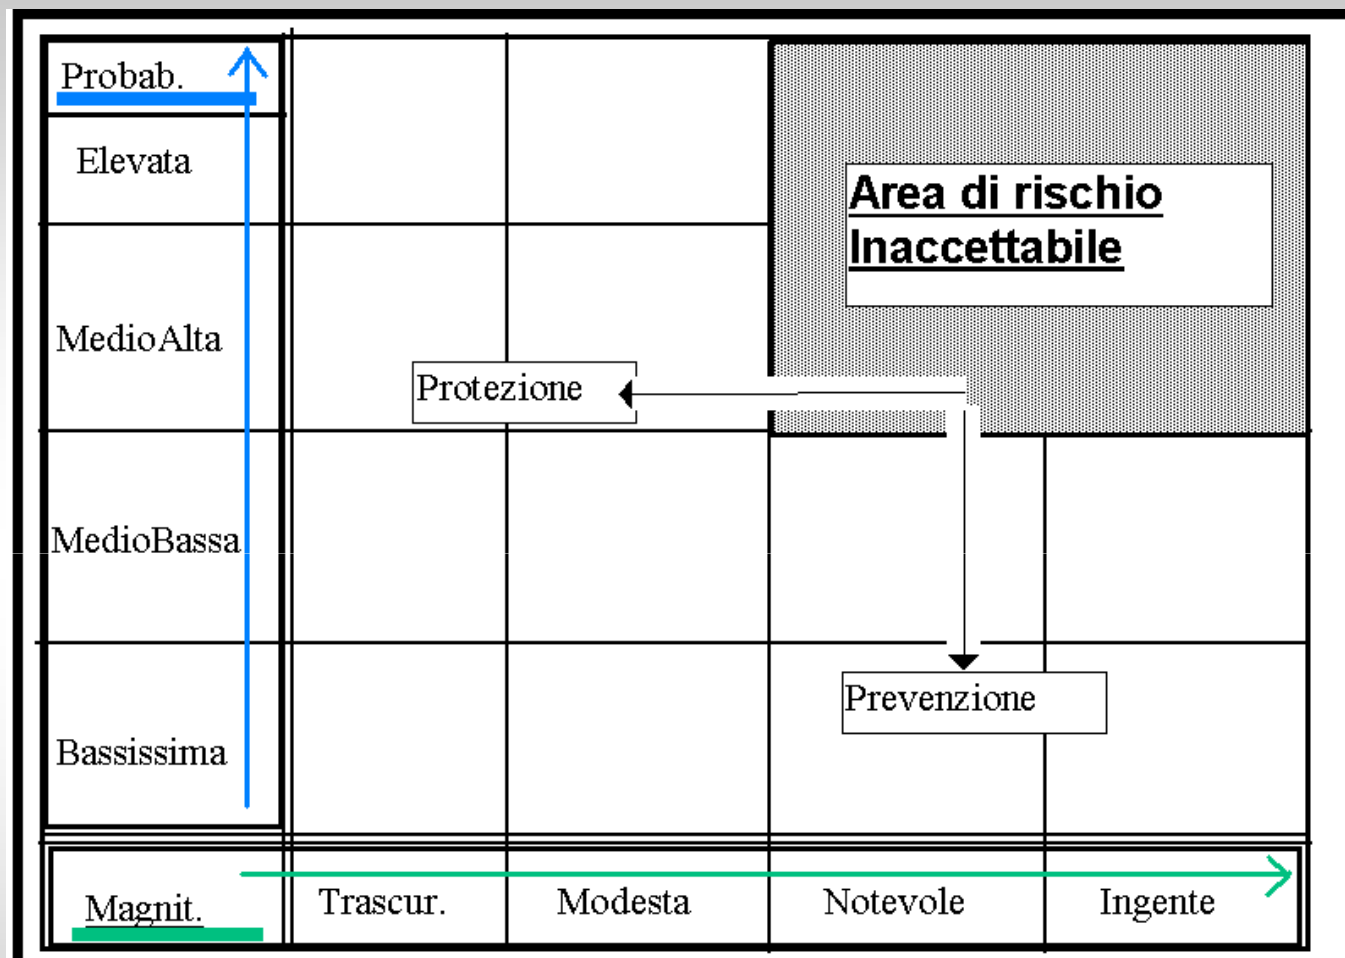 Probab.
Elevata
Area di rischio
Inaccettabile
MedioAlta
Protezione
MedioBassa
Prevenzione
Bassissima
Magnit.
Trascur.
Modesta
Notevole
Ingente